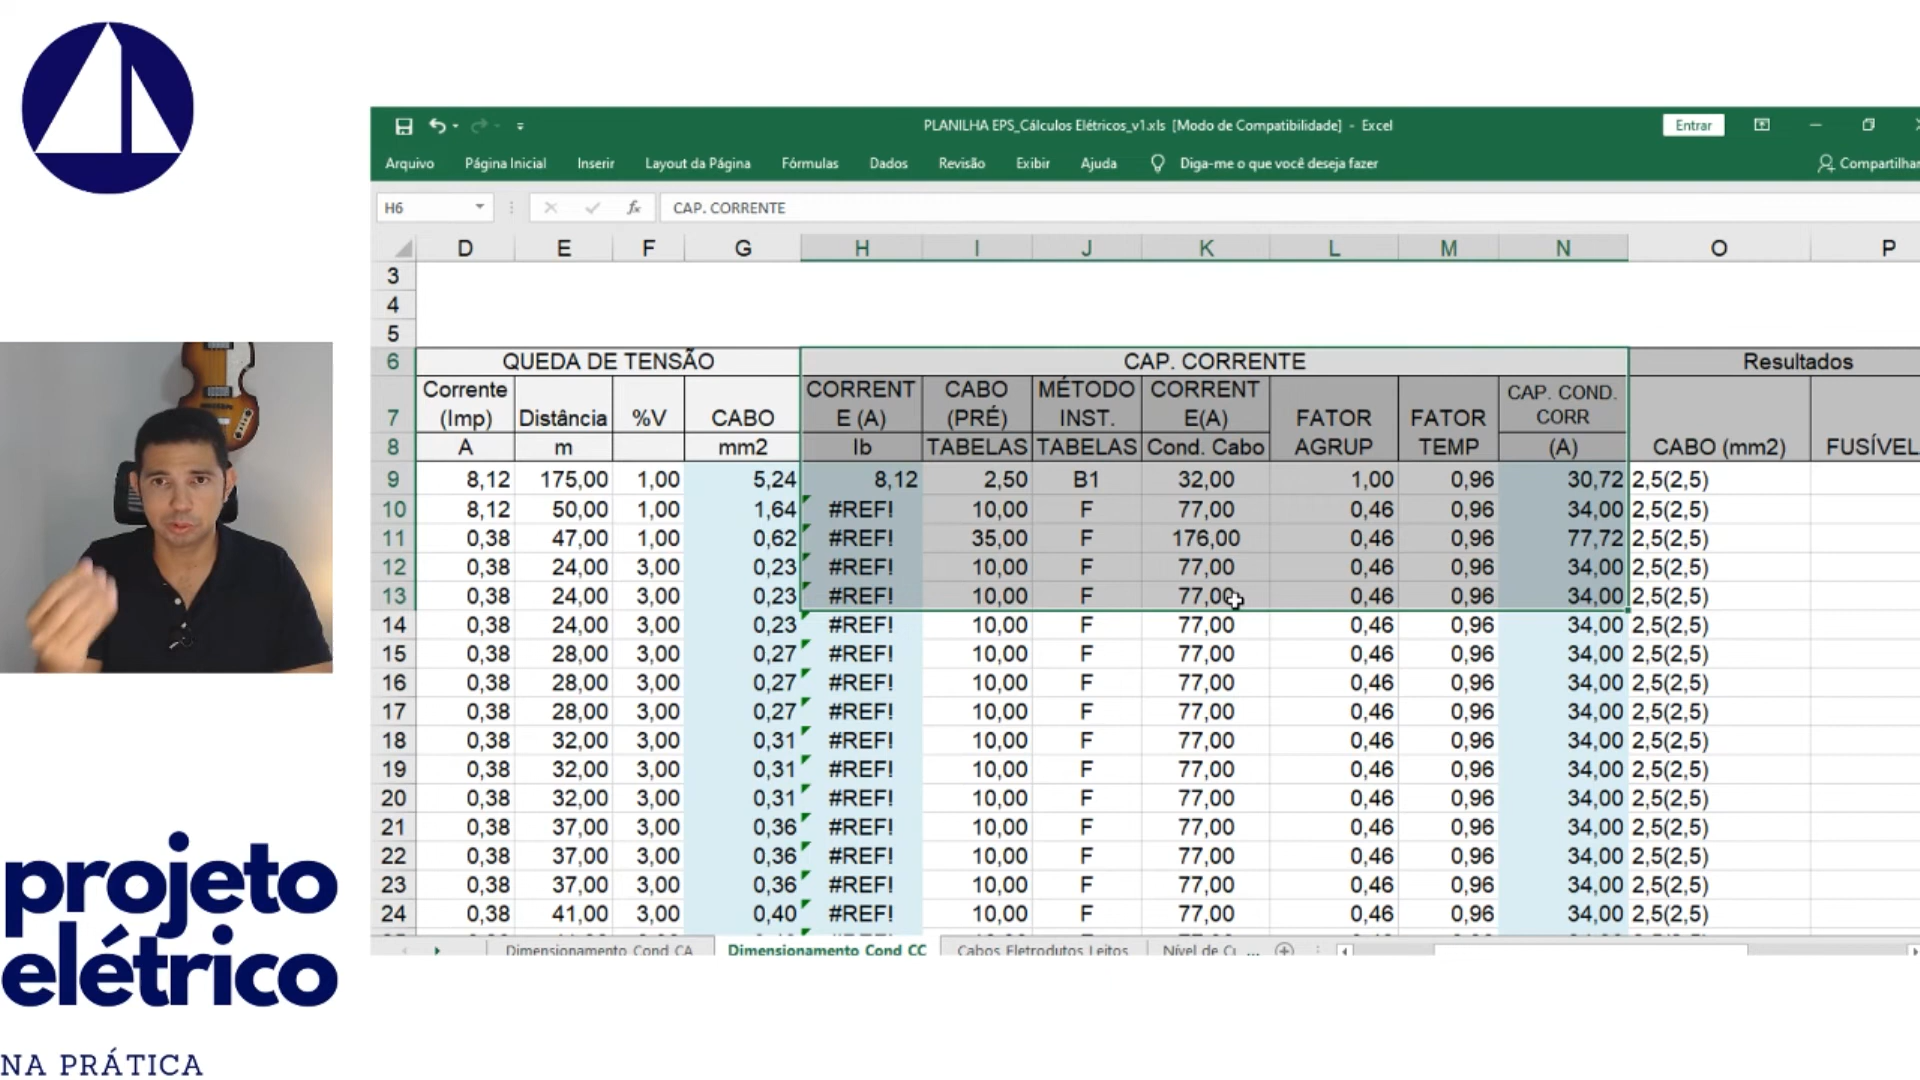 PLANILHA EPS_Cálculos Elétricos_v1.xls [Modo de Compatibilidade] - Excel
Entrar
Arquivo Página Inicial Inserir Layout da Página Fórmulas Dados Revisão Exibir Ajuda Diga-me o que você deseja fazer Compartilhar
H6 fx CAP. CORRENTE
D E F G H I J K L M N O P
3
4
5
6 QUEDA DE TENSÃO CAP. CORRENTE Resultados
7 Corrente (Imp) Distância %V CABO CORRENT E (A) CABO (PRÉ) MÉTODO INST. CORRENT E(A) FATOR AGRUP FATOR TEMP CAP. COND. CORR CABO (mm2) FUSÍVEL
8 A m mm2 Ib TABELAS TABELAS Cond. Cabo (A)
9 8,12 175,00 1,00 5,24 8,12 2,50 B1 32,00 1,00 0,96 30,72 2,5(2,5)
10 8,12 50,00 1,00 1,64 #REF! 10,00 F 77,00 0,46 0,96 34,00 2,5(2,5)
11 0,38 47,00 1,00 0,62 #REF! 35,00 F 176,00 0,46 0,96 77,72 2,5(2,5)
12 0,38 24,00 3,00 0,23 #REF! 10,00 F 77,00 0,46 0,96 34,00 2,5(2,5)
13 0,38 24,00 3,00 0,23 #REF! 10,00 F 77,00 0,46 0,96 34,00 2,5(2,5)
14 0,38 24,00 3,00 0,23 #REF! 10,00 F 77,00 0,46 0,96 34,00 2,5(2,5)
15 0,38 28,00 3,00 0,27 #REF! 10,00 F 77,00 0,46 0,96 34,00 2,5(2,5)
16 0,38 28,00 3,00 0,27 #REF! 10,00 F 77,00 0,46 0,96 34,00 2,5(2,5)
17 0,38 28,00 3,00 0,27 #REF! 10,00 F 77,00 0,46 0,96 34,00 2,5(2,5)
18 0,38 32,00 3,00 0,31 #REF! 10,00 F 77,00 0,46 0,96 34,00 2,5(2,5)
19 0,38 32,00 3,00 0,31 #REF! 10,00 F 77,00 0,46 0,96 34,00 2,5(2,5)
20 0,38 32,00 3,00 0,31 #REF! 10,00 F 77,00 0,46 0,96 34,00 2,5(2,5)
21 0,38 37,00 3,00 0,36 #REF! 10,00 F 77,00 0,46 0,96 34,00 2,5(2,5)
22 0,38 37,00 3,00 0,36 #REF! 10,00 F 77,00 0,46 0,96 34,00 2,5(2,5)
23 0,38 37,00 3,00 0,36 #REF! 10,00 F 77,00 0,46 0,96 34,00 2,5(2,5)
24 0,38 41,00 3,00 0,40 #REF! 10,00 F 77,00 0,46 0,96 34,00 2,5(2,5)
Dimensionamento Cond CA Dimensionamento Cond CC Cabos Eletrodutos Leitos Nível de Cu ...
projeto
elétrico
NA PRÁTICA